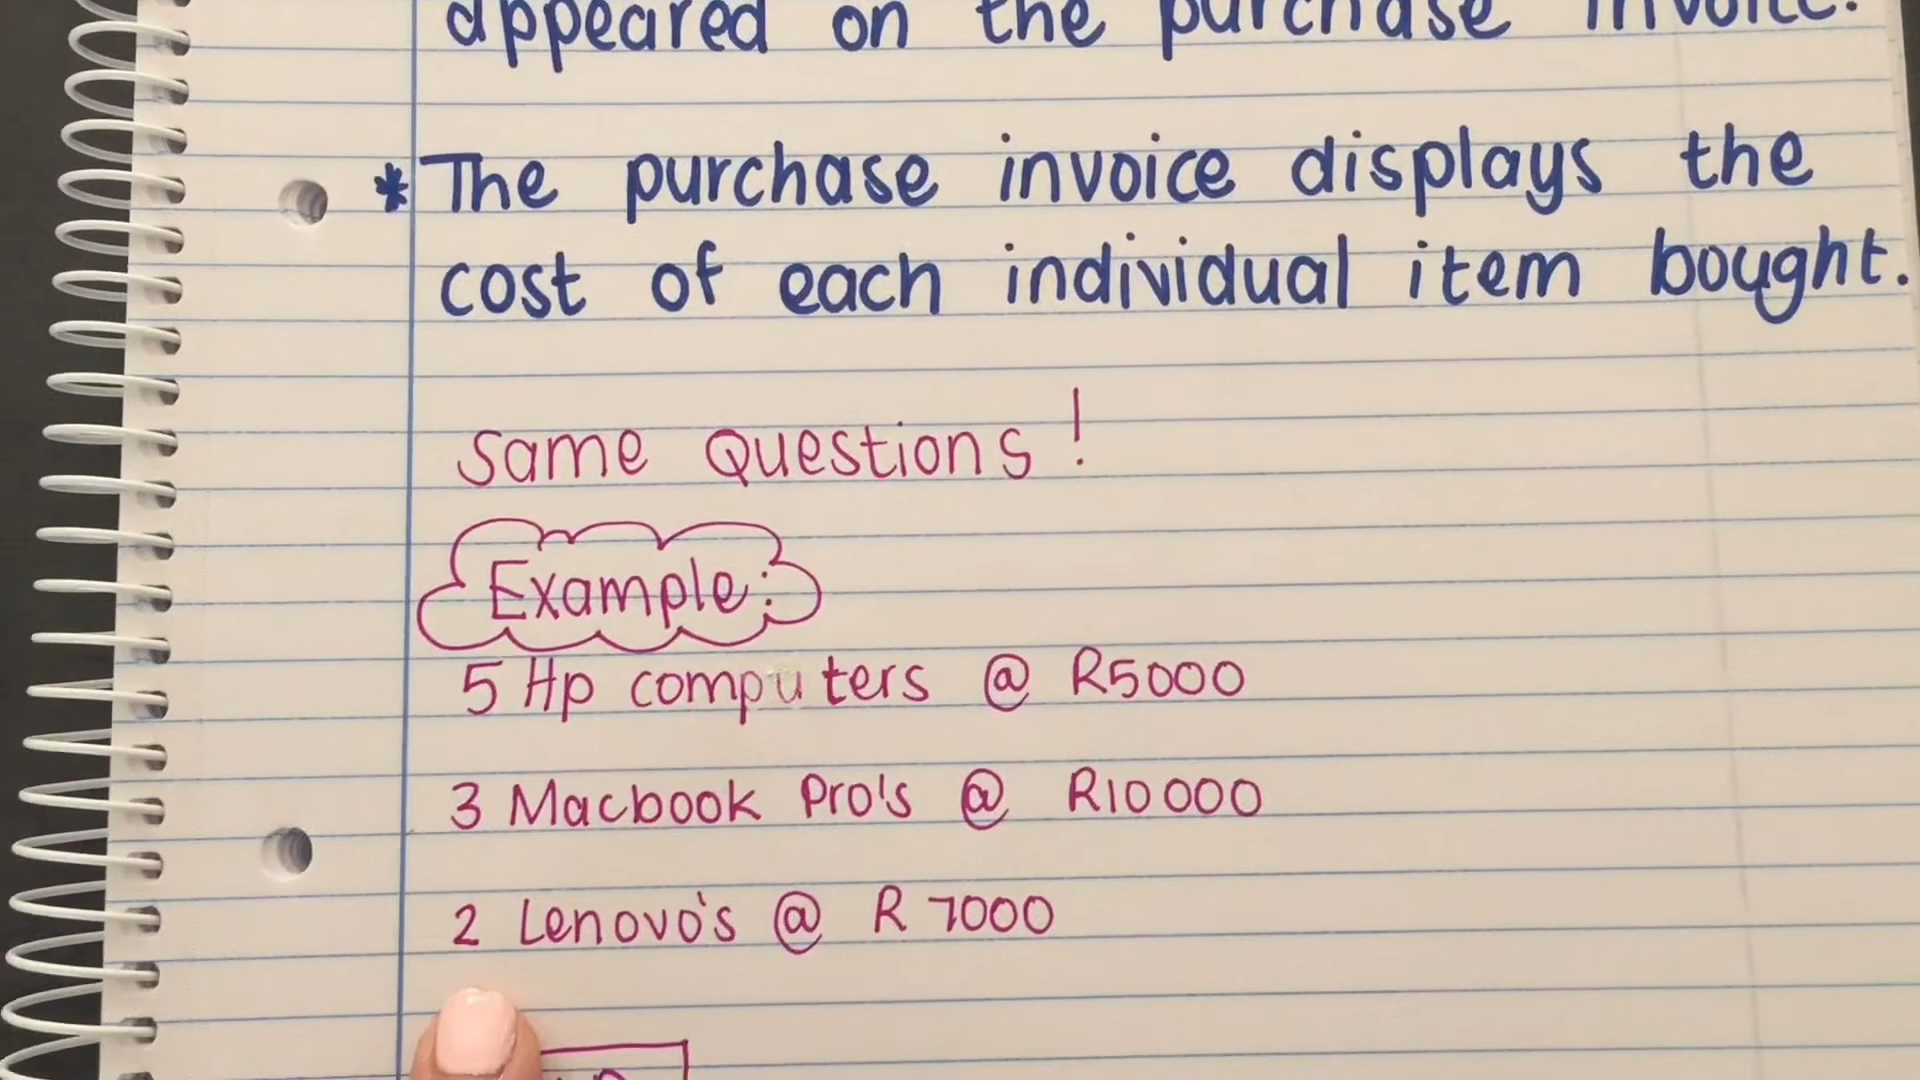 appeared on the purchase invoice.
* The purchase invoice displays the
cost of each individual item bought.
Same Questions!
Example:
5 Hp computers @ R5000
3 Macbook Pro's @ R10 000
2 Lenovo's @ R 7000